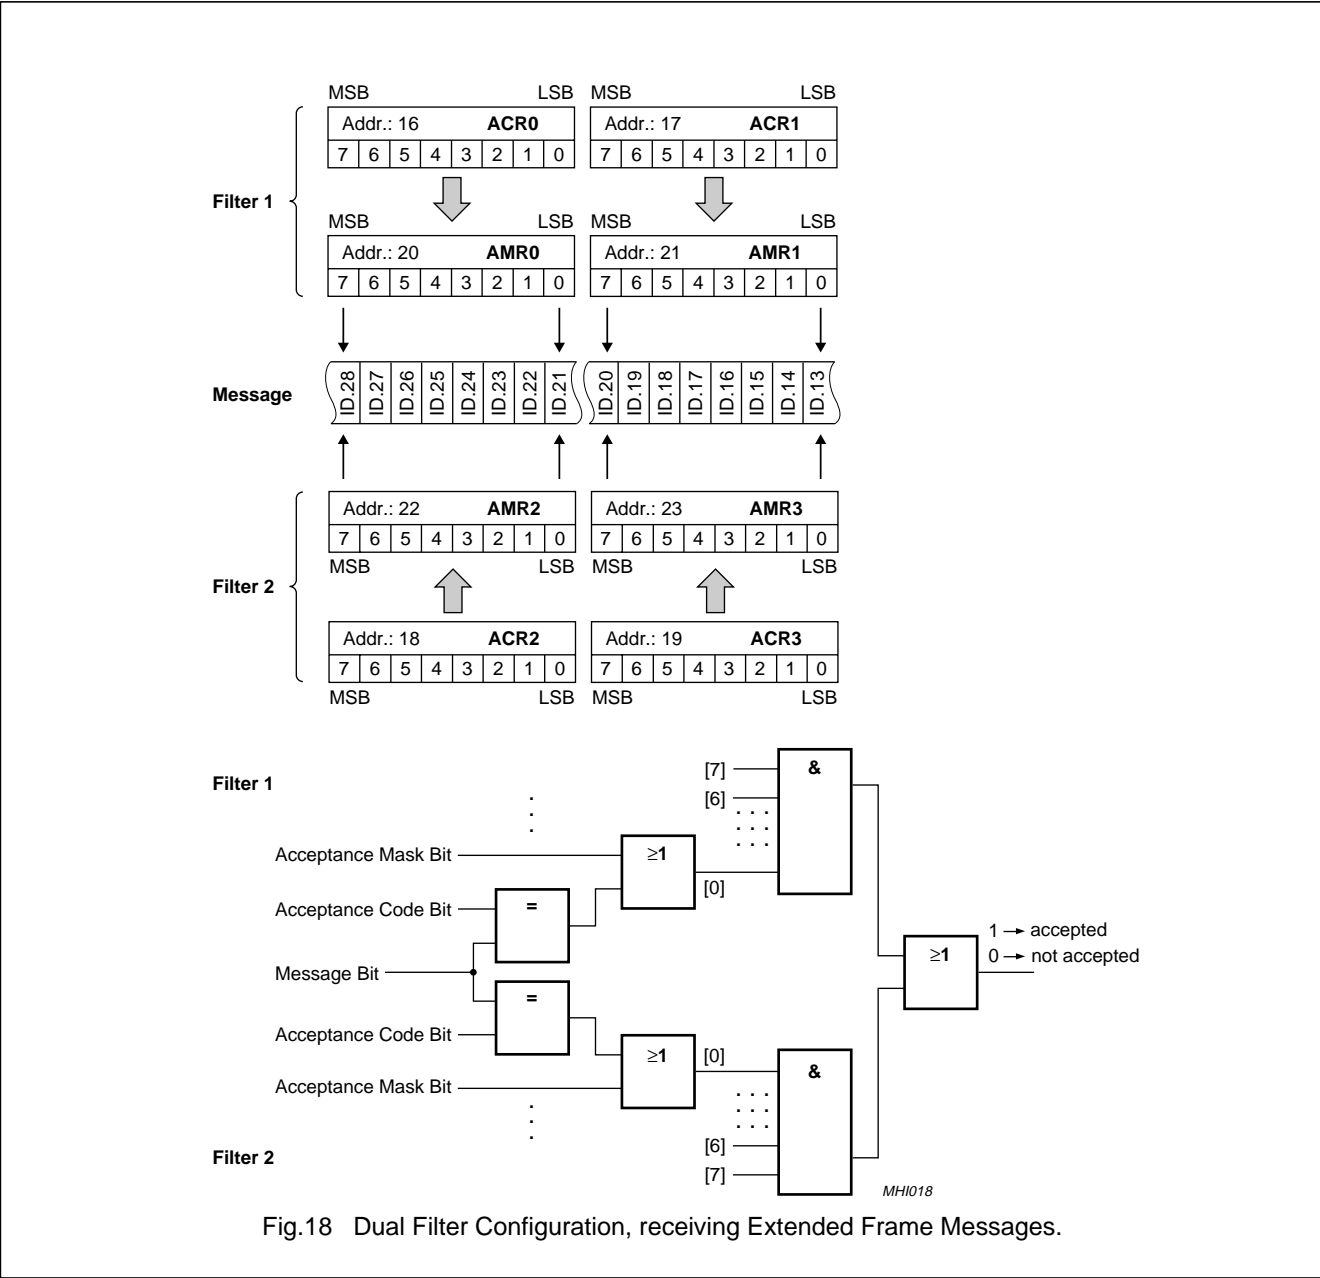 MSB LSB MSB LSB
Addr.: 16 ACR0 Addr.: 17 ACR1
7 6 5 4 3 2 1 0 7 6 5 4 3 2 1 0
Filter 1
MSB LSB MSB LSB
Addr.: 20 AMR0 Addr.: 21 AMR1
7 6 5 4 3 2 1 0 7 6 5 4 3 2 1 0
Message ID.28 ID.27 ID.26 ID.25 ID.24 ID.23 ID.22 ID.21 ID.20 ID.19 ID.18 ID.17 ID.16 ID.15 ID.14 ID.13
Addr.: 22 AMR2 Addr.: 23 AMR3
7 6 5 4 3 2 1 0 7 6 5 4 3 2 1 0
MSB LSB MSB LSB
Filter 2
Addr.: 18 ACR2 Addr.: 19 ACR3
7 6 5 4 3 2 1 0 7 6 5 4 3 2 1 0
MSB LSB MSB LSB
Filter 1
[7] &
[6]
Acceptance Mask Bit ≥1
[0]
Acceptance Code Bit =
1 → accepted
≥1 0 → not accepted
Message Bit
=
Acceptance Code Bit
≥1 [0] &
Acceptance Mask Bit
[6]
Filter 2
[7]
MHI018
Fig.18 Dual Filter Configuration, receiving Extended Frame Messages.